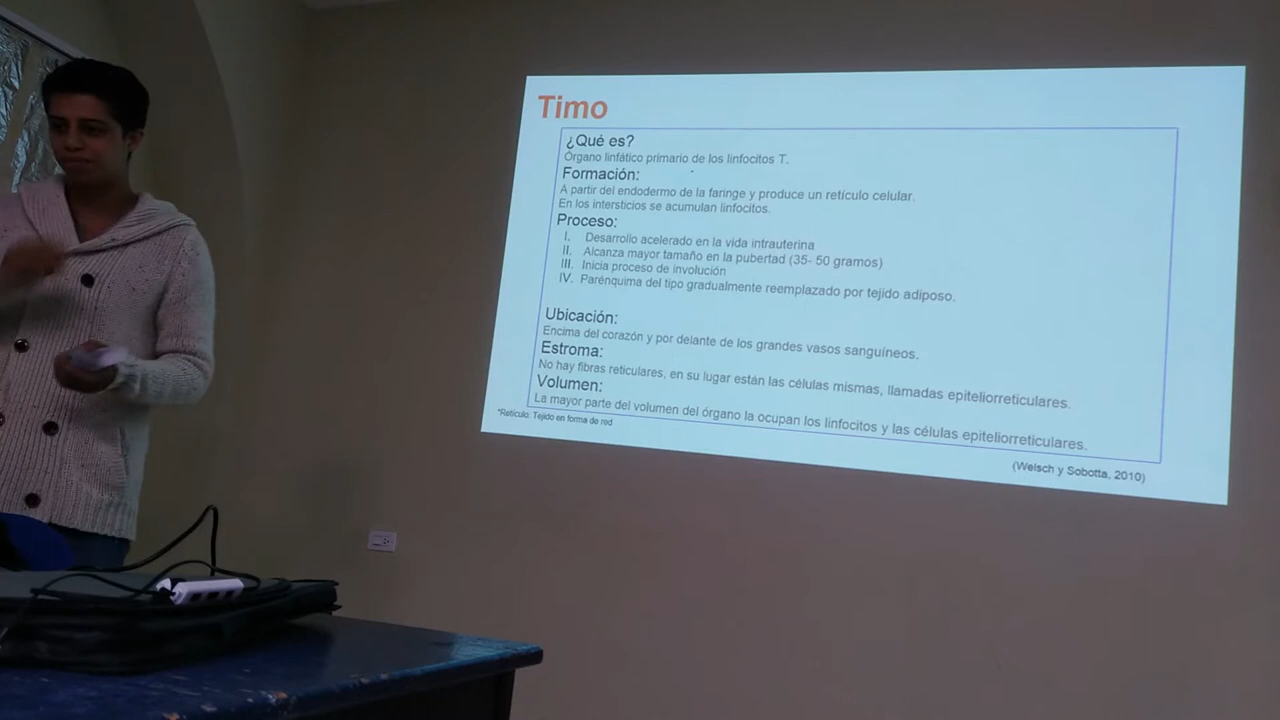 Timo
¿Qué es?
Órgano linfático primario de los linfocitos T.
Formación:
A partir del endodermo de la faringe y produce un retículo celular.
En los intersticios se acumulan linfocitos.
Proceso:
I. Desarrollo acelerado en la vida intrauterina
II. Alcanza mayor tamaño en la pubertad (35- 50 gramos)
III. Inicia proceso de involución
IV. Parénquima del tipo gradualmente reemplazado por tejido adiposo.
Ubicación:
Encima del corazón y por delante de los grandes vasos sanguíneos.
Estroma:
No hay fibras reticulares, en su lugar están las células mismas, llamadas epiteliorreticulares.
Volumen:
La mayor parte del volumen del órgano la ocupan los linfocitos y las células epiteliorreticulares.
*Retículo: Tejido en forma de red
(Welsch y Sobotta, 2010)